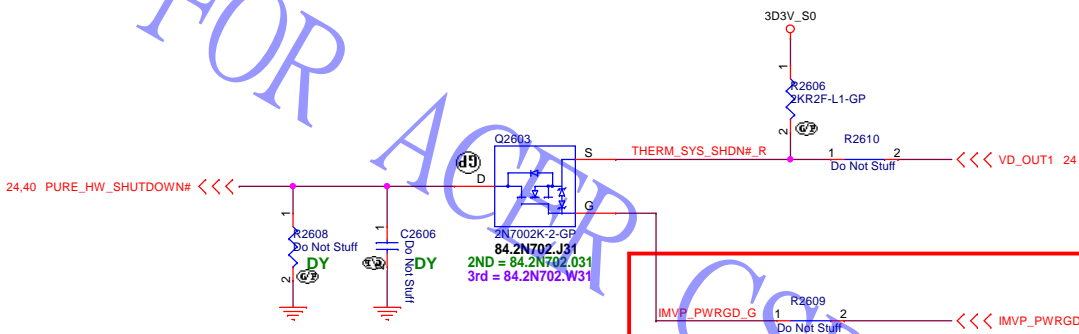 FOR ACER CS
3D3V_S0
1
R2606
2KR2F-L1-GP
2
G/P
R2610
1
2
Do Not Stuff
VD_OUT1 24
Q2603
GP
S
THERM_SYS_SHDN#_R
D
G
24,40 PURE_HW_SHUTDOWN#
2N7002K-2-GP
84.2N702.J31
2ND = 84.2N702.031
3rd = 84.2N702.W31
1
R2608
Do Not Stuff
DY
2
G/P
1
C2606
Do Not Stuff
DY
IMVP_PWRGD_G
R2609
1
2
Do Not Stuff
IMVP_PWRGD